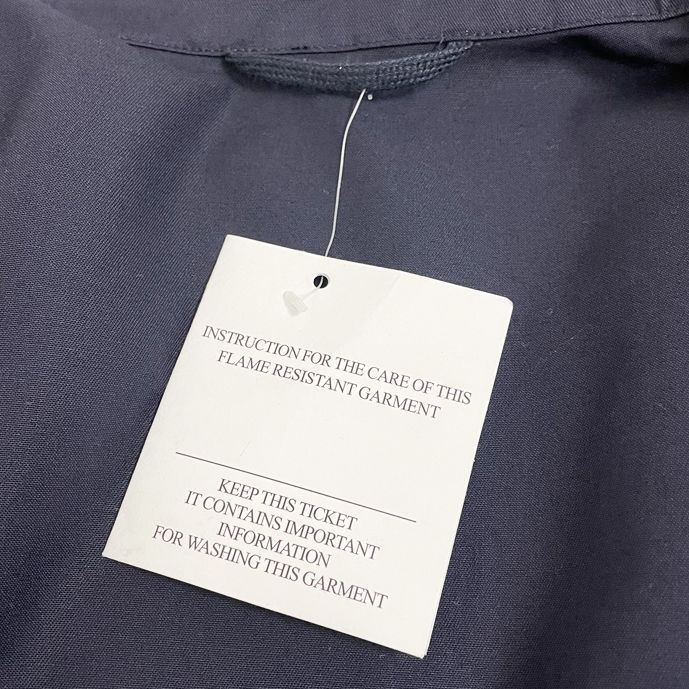 INSTRUCTION FOR THE CARE OF THIS
FLAME RESISTANT GARMENT
KEEP THIS TICKET
IT CONTAINS IMPORTANT
INFORMATION
FOR WASHING THIS GARMENT